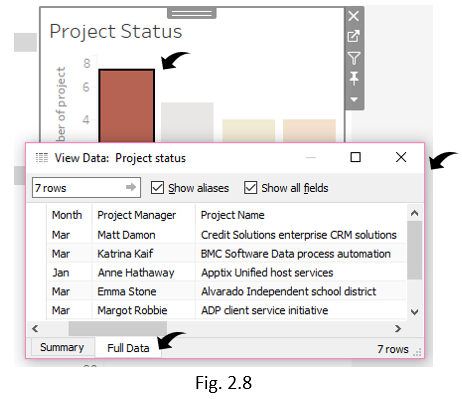 Project Status
8
6
4
ber of project
View Data: Project status
7 rows
Show aliases
Show all fields
Month Project Manager Project Name
Mar Matt Damon Credit Solutions enterprise CRM solutions
Mar Katrina Kaif BMC Software Data process automation
Jan Anne Hathaway Apptix Unified host services
Mar Emma Stone Alvarado Independent school district
Mar Margot Robbie ADP client service initiative
Summary Full Data 7 rows
Fig. 2.8